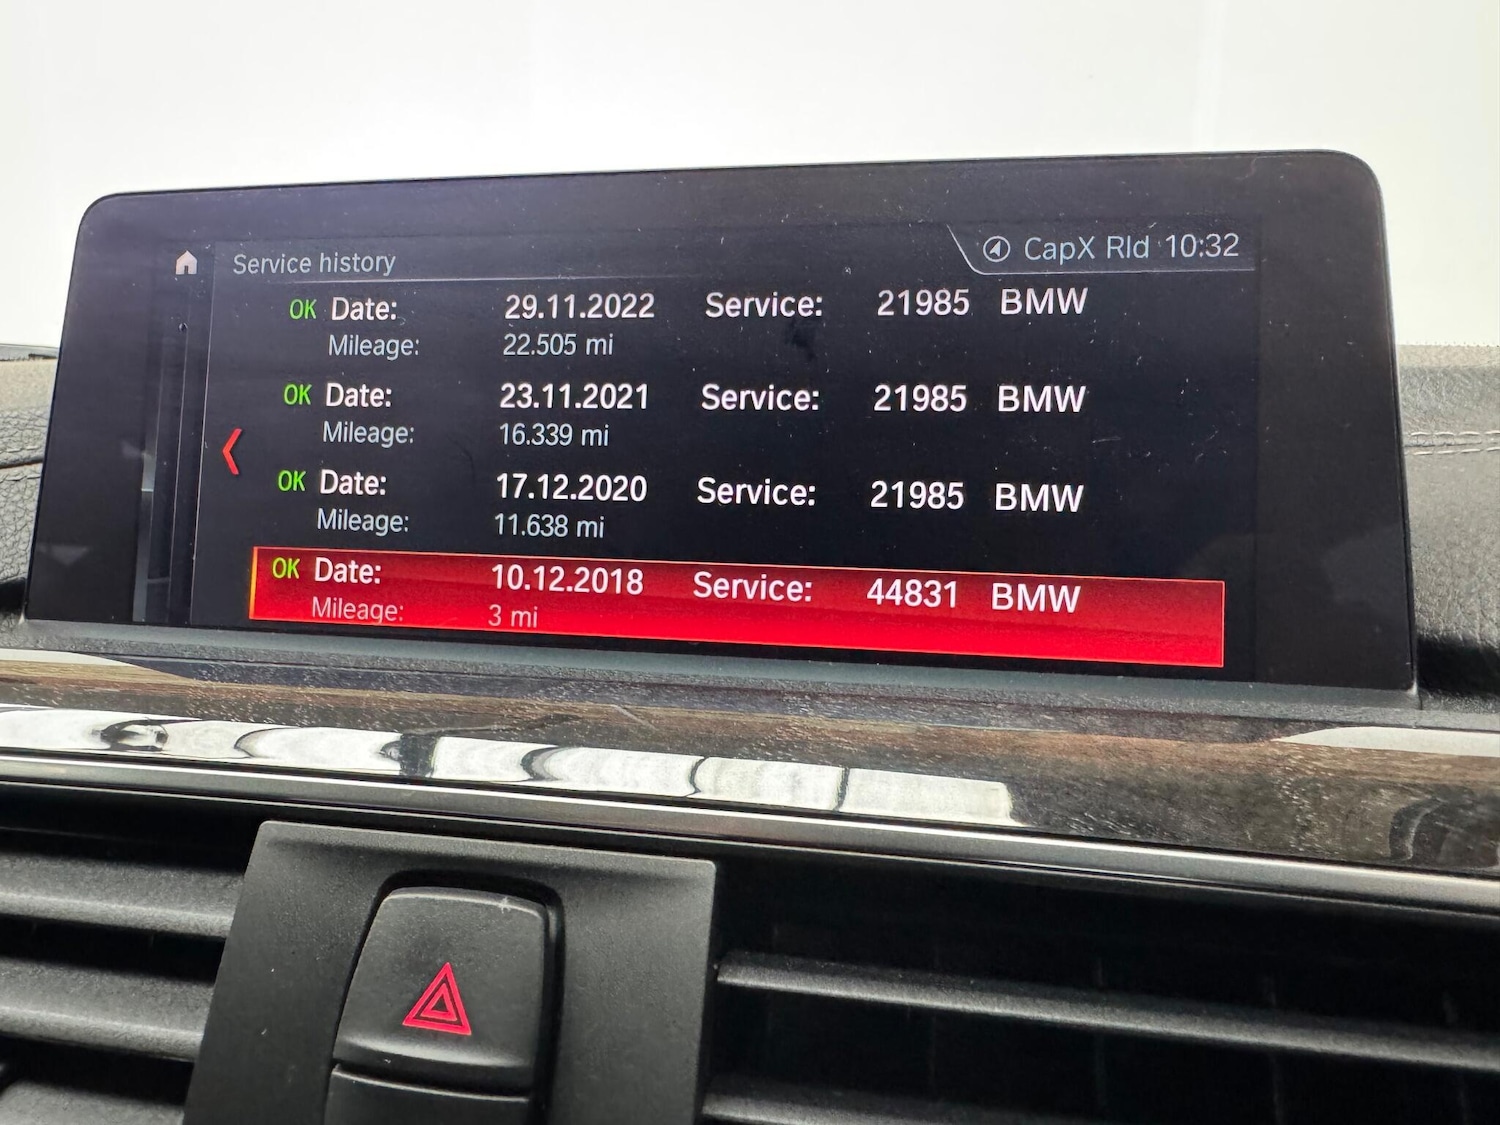 Service history
CapX Rld 10:32
OK Date: 29.11.2022 Service: 21985 BMW
Mileage: 22.505 mi
OK Date: 23.11.2021 Service: 21985 BMW
Mileage: 16.339 mi
OK Date: 17.12.2020 Service: 21985 BMW
Mileage: 11.638 mi
OK Date: 10.12.2018 Service: 44831 BMW
Mileage: 3 mi